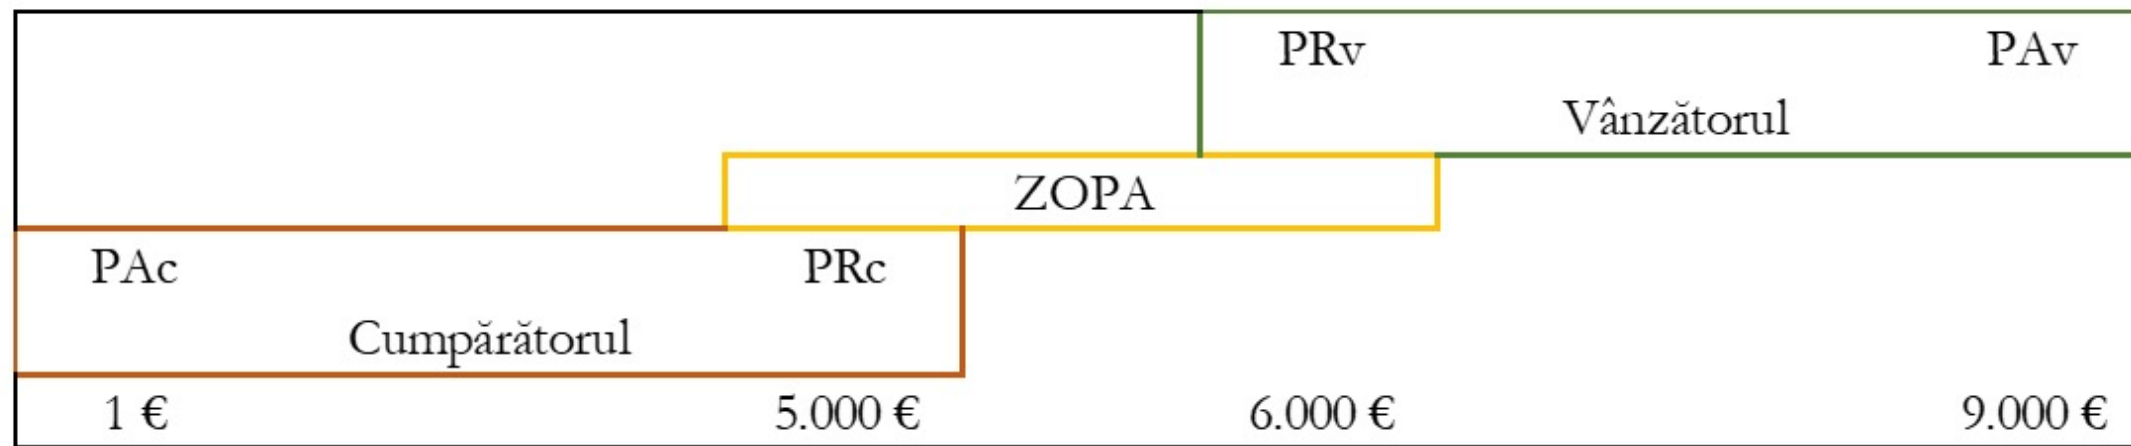 PRv PAv
Vânzătorul
ZOPA
PAc PRc
Cumpărătorul
1 € 5.000 € 6.000 € 9.000 €